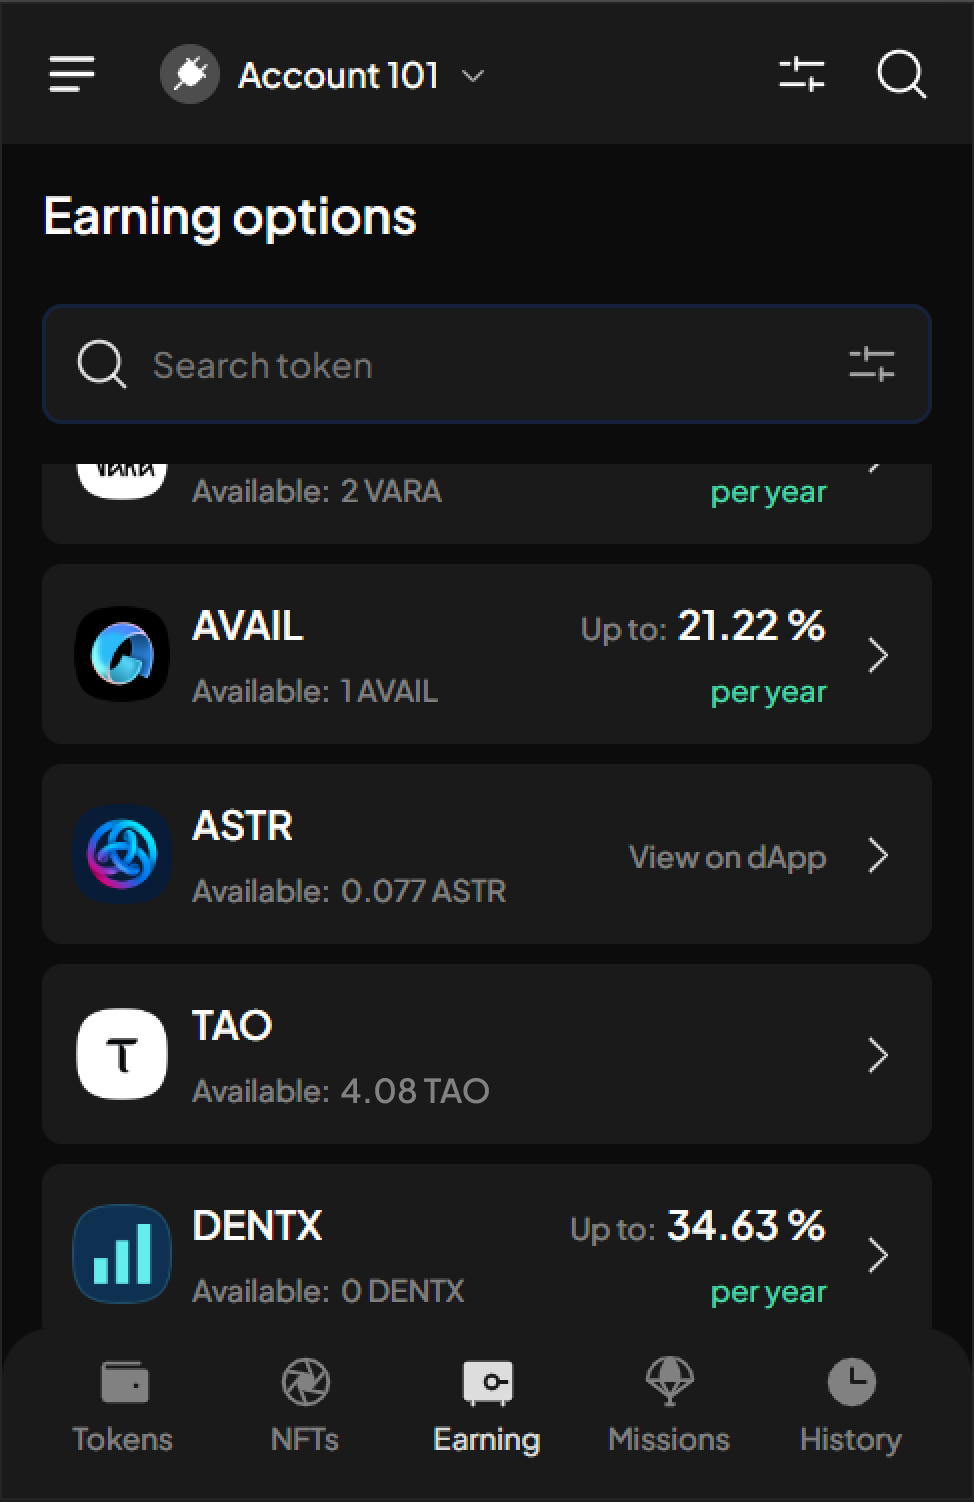 Account 101
Earning options
Search token
Available: 2 VARA
per year
AVAIL
Up to: 21.22 %
Available: 1 AVAIL
per year
ASTR
View on dApp
Available: 0.077 ASTR
T
TAO
Available: 4.08 TAO
DENTX
Up to: 34.63 %
Available: 0 DENTX
per year
Tokens
NFTs
Earning
Missions
History